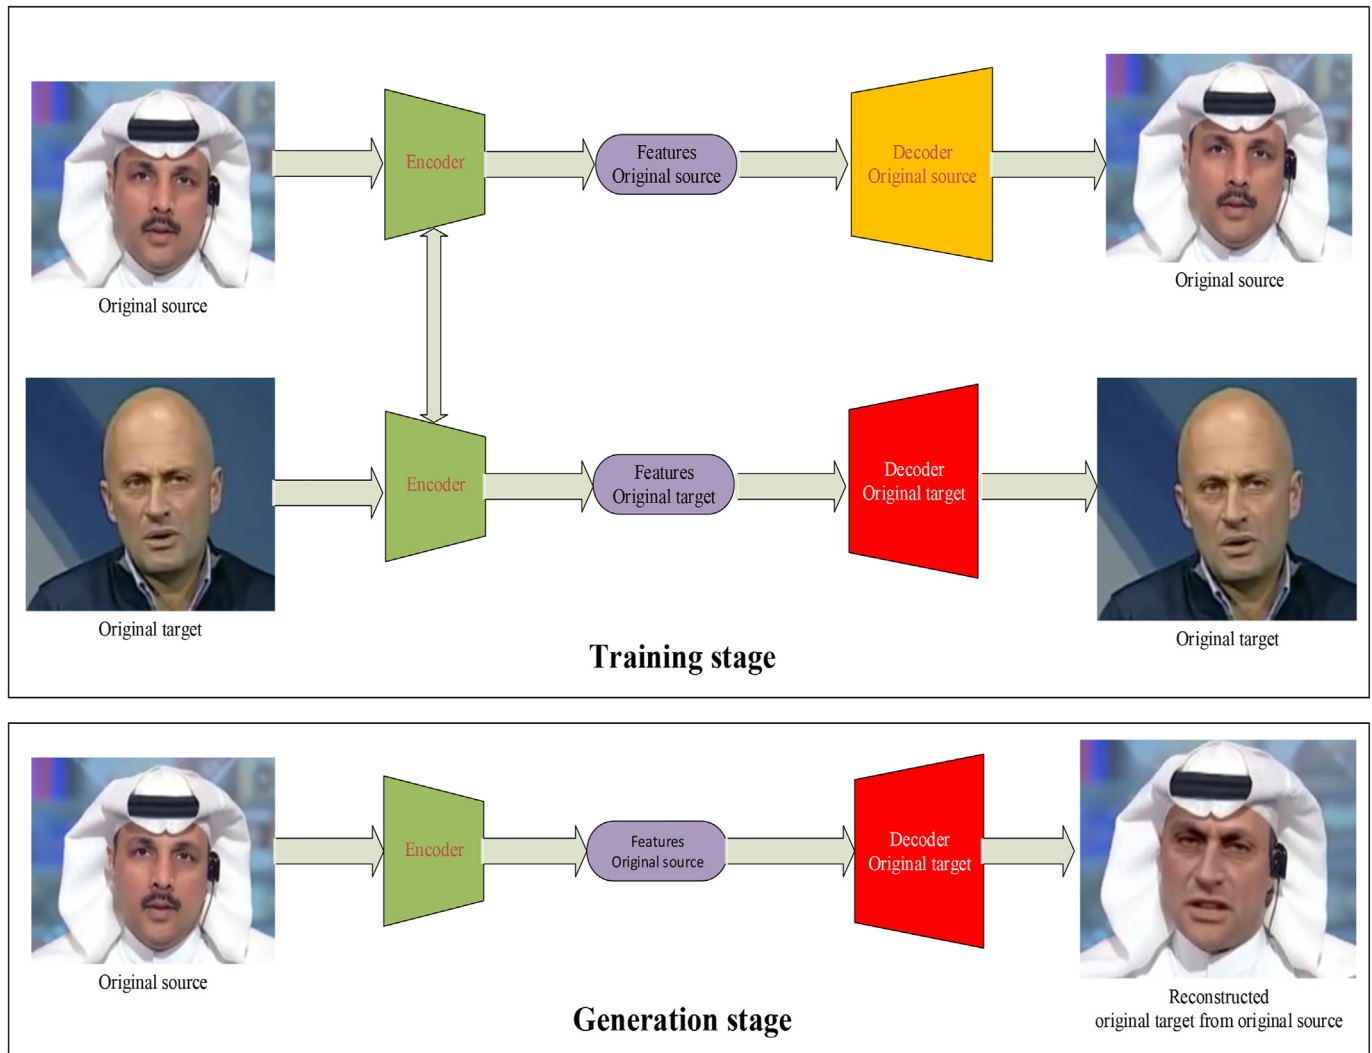 Encoder
Features
Original source
Decoder
Original source
Original source
Original source
Encoder
Features
Original target
Decoder
Original target
Original target
Original target
Training stage
Encoder
Features
Original source
Decoder
Original target
Original source
Reconstructed
original target from original source
Generation stage